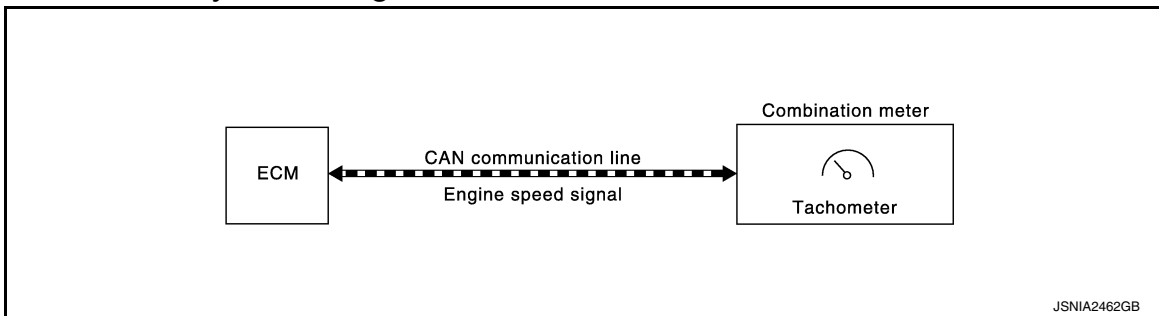 Combination meter
ECM
CAN communication line
Engine speed signal
Tachometer
JSNIA2462GB